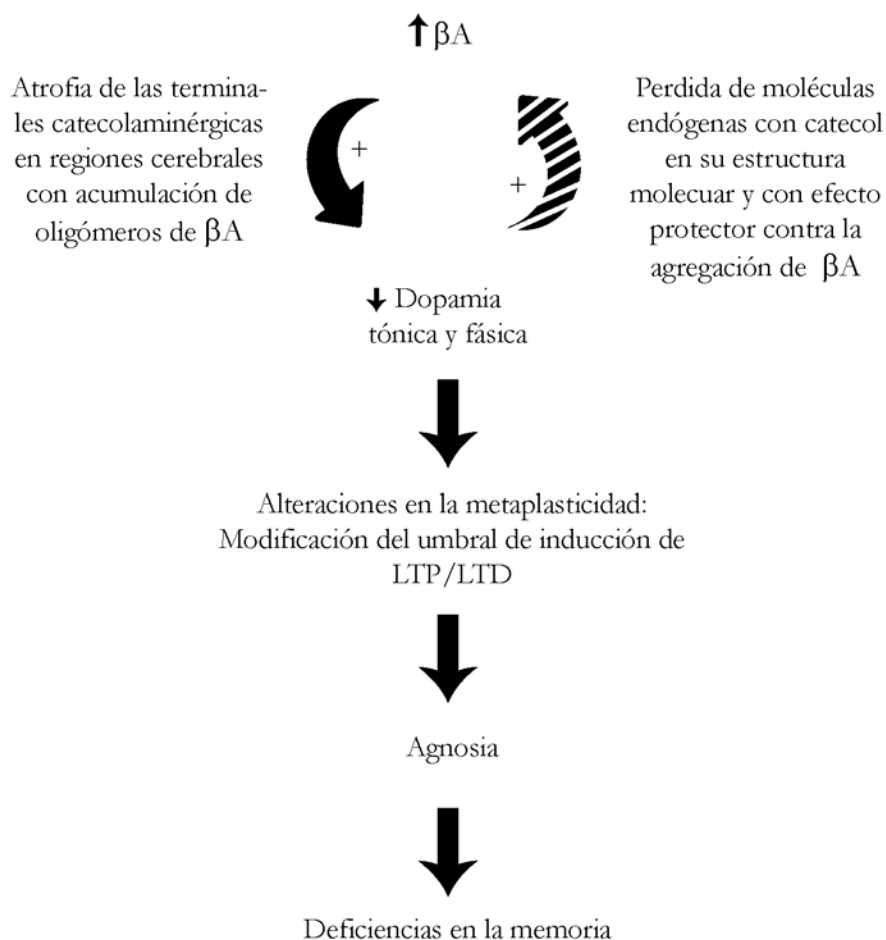 ↑βA
Atrofia de las termina-
les catecolaminérgicas
en regiones cerebrales
con acumulación de
oligómeros de βA
+
+
Perdida de moléculas
endógenas con catecol
en su estructura
molecuar y con efecto
protector contra la
agregación de βA
↓ Dopamia
tónica y fásica
Alteraciones en la metaplasticidad:
Modificación del umbral de inducción de
LTP/LTD
Agnosia
Deficiencias en la memoria